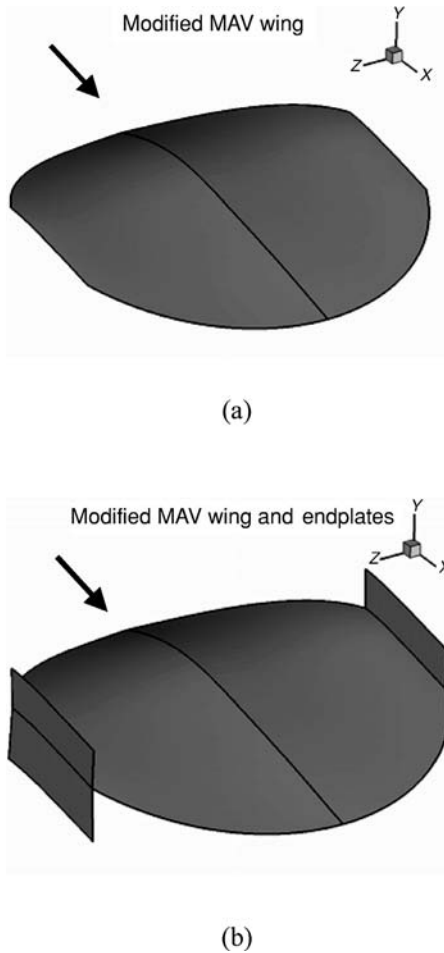 Modified MAV wing
Y
Z
X
(a)
Modified MAV wing and endplates
Y
Z
X
(b)